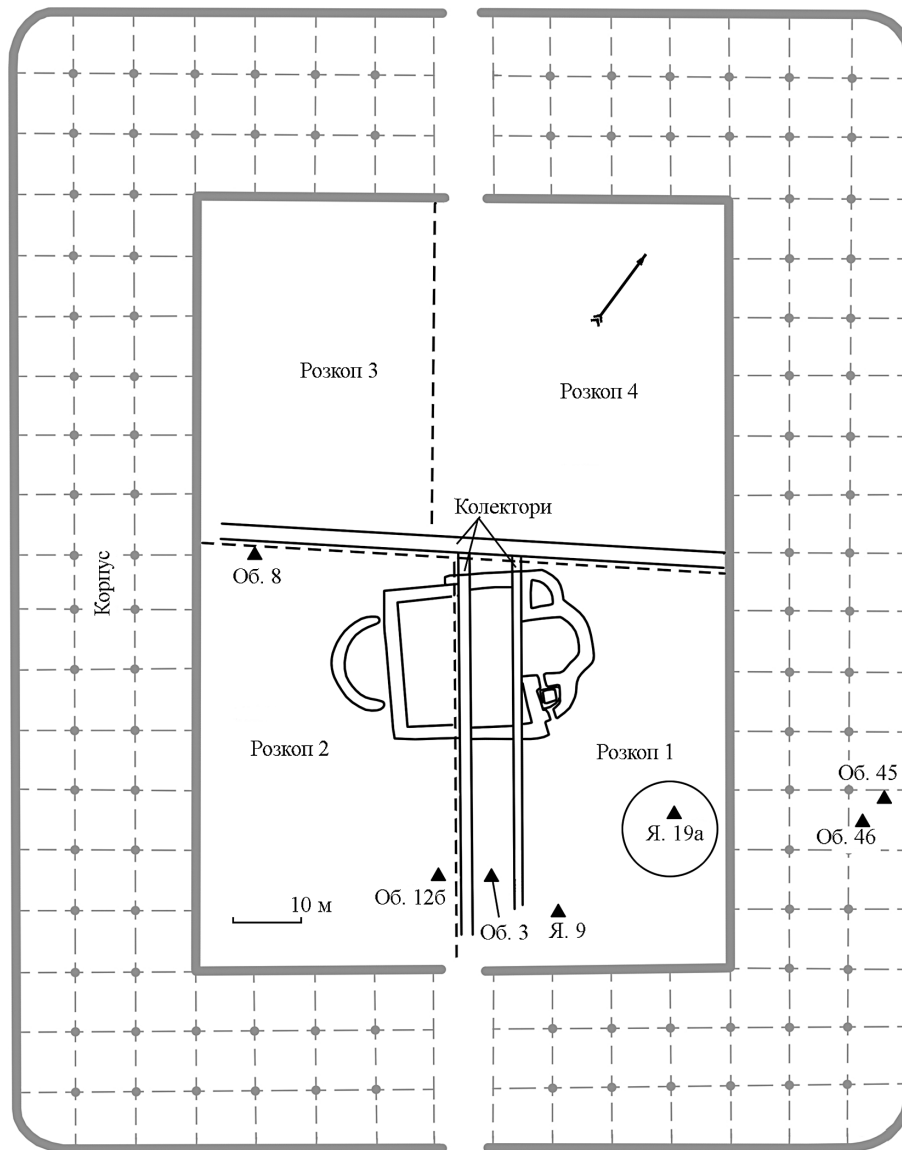 Розкоп 3
Розкоп 4
Колектори
Об. 8
Корпус
Розкоп 2
Розкоп 1
Об. 45
Об. 46
Я. 19а
Об. 12б
10 м
Об. 3
Я. 9